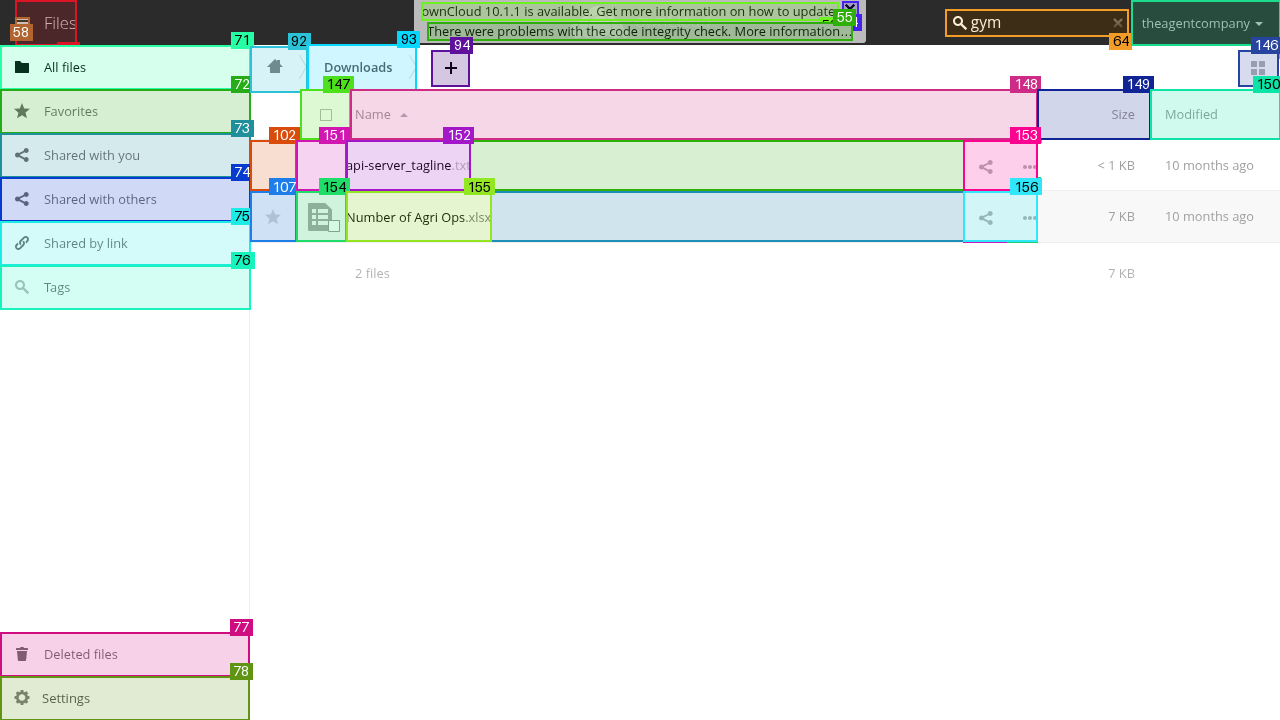 Files
ownCloud 10.1.1 is available. Get more information on how to update
There were problems with the code integrity check. More information...
55
58
gym
64
theagentcompany
71
All files
72
Favorites
73
Shared with you
74
Shared with others
75
Shared by link
76
Tags
92
93
Downloads
94
+
146
147
Name
148
149
Size
150
Modified
102
151
152
api-server_tagline.txt
153
< 1 KB
10 months ago
107
154
155
Number of Agri Ops.xlsx
156
7 KB
10 months ago
2 files
7 KB
77
Deleted files
78
Settings